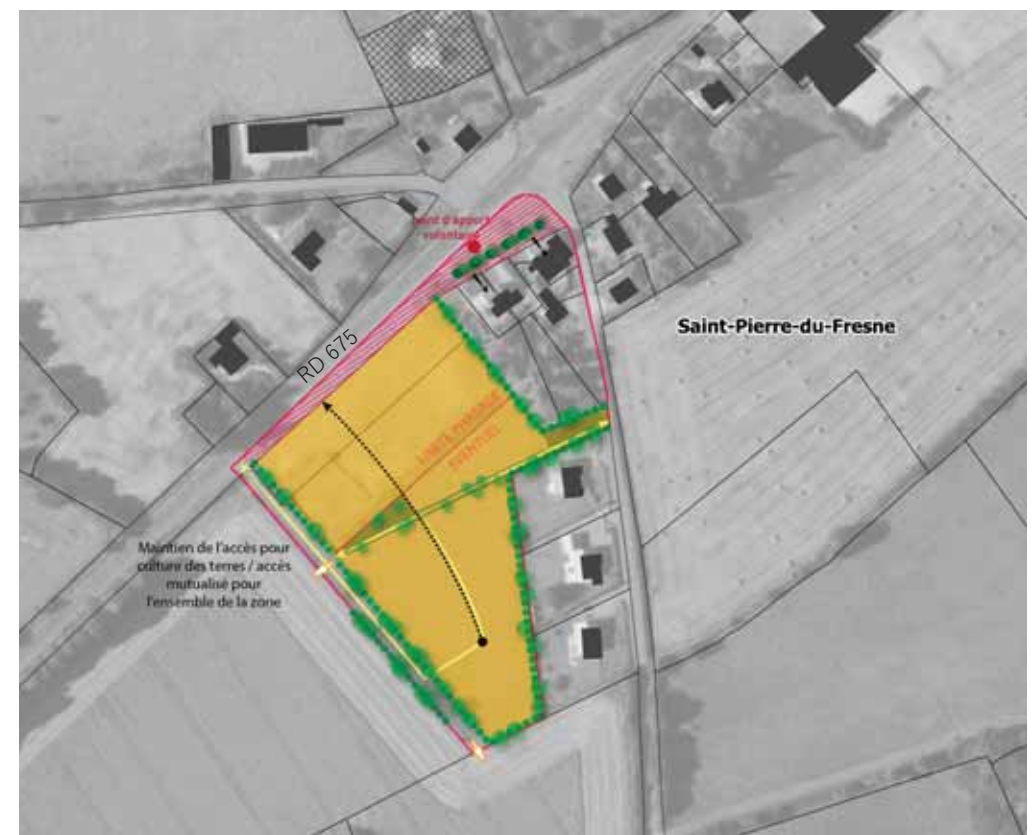 Point d'apport
volontaire
Saint-Pierre-du-Fresne
RD 675
Maintien de l'accès pour
culture des terres / accès
mutualisé pour
l'ensemble de la zone